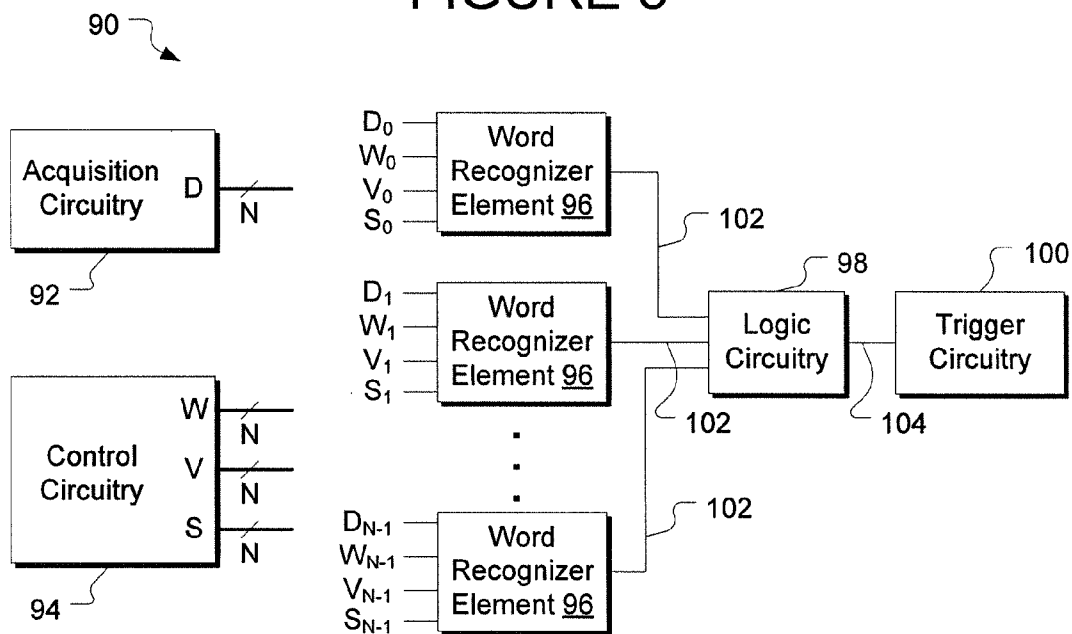 FIGURE
90
Acquisition
Circuitry
D
N
92
Control
Circuitry
W
N
V
N
S
N
94
D0
W0
V0
S0
Word
Recognizer
Element 96
D1
W1
V1
S1
Word
Recognizer
Element 96
DN-1
WN-1
VN-1
SN-1
Word
Recognizer
Element 96
102
102
102
98
Logic
Circuitry
104
100
Trigger
Circuitry